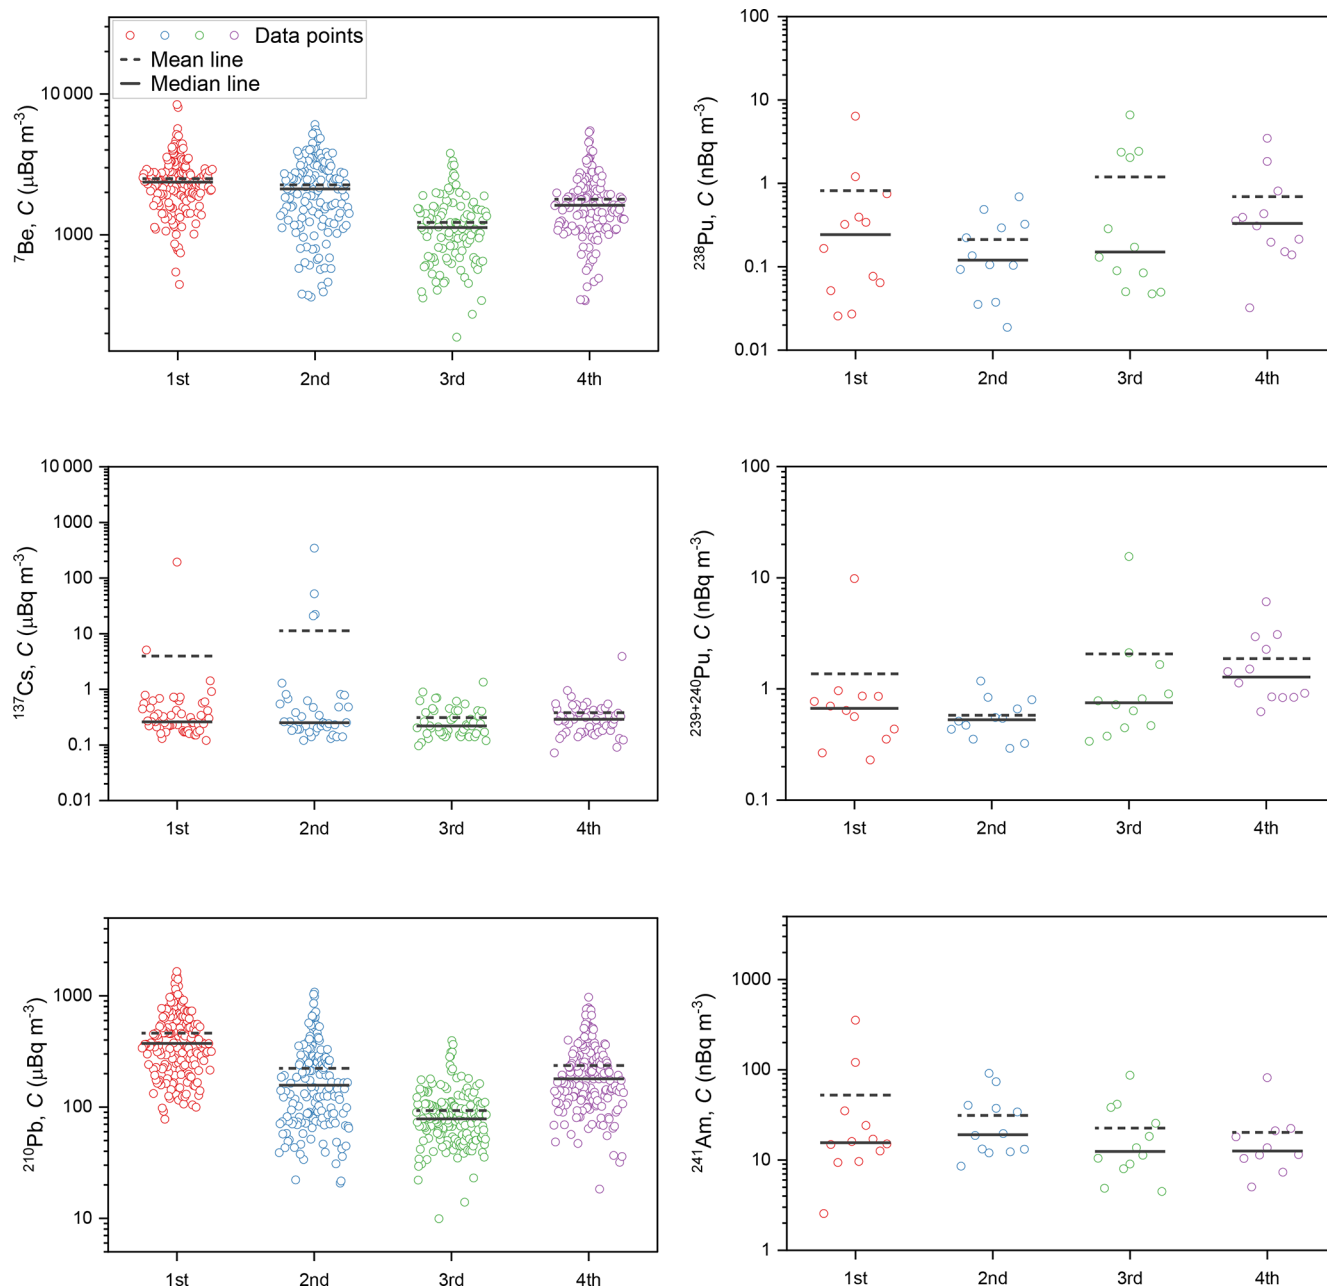 Data points
Mean line
Median line
10 000
1000
⁷Be, C (μBq m⁻³)
1st 2nd 3rd 4th
100
10
1
0.1
0.01
²³⁸Pu, C (nBq m⁻³)
1st 2nd 3rd 4th
10 000
1000
100
10
1
0.1
0.01
¹³⁷Cs, C (μBq m⁻³)
1st 2nd 3rd 4th
100
10
1
0.1
²³⁹⁺²⁴⁰Pu, C (nBq m⁻³)
1st 2nd 3rd 4th
1000
100
10
²¹⁰Pb, C (μBq m⁻³)
1st 2nd 3rd 4th
1000
100
10
1
²⁴¹Am, C (nBq m⁻³)
1st 2nd 3rd 4th